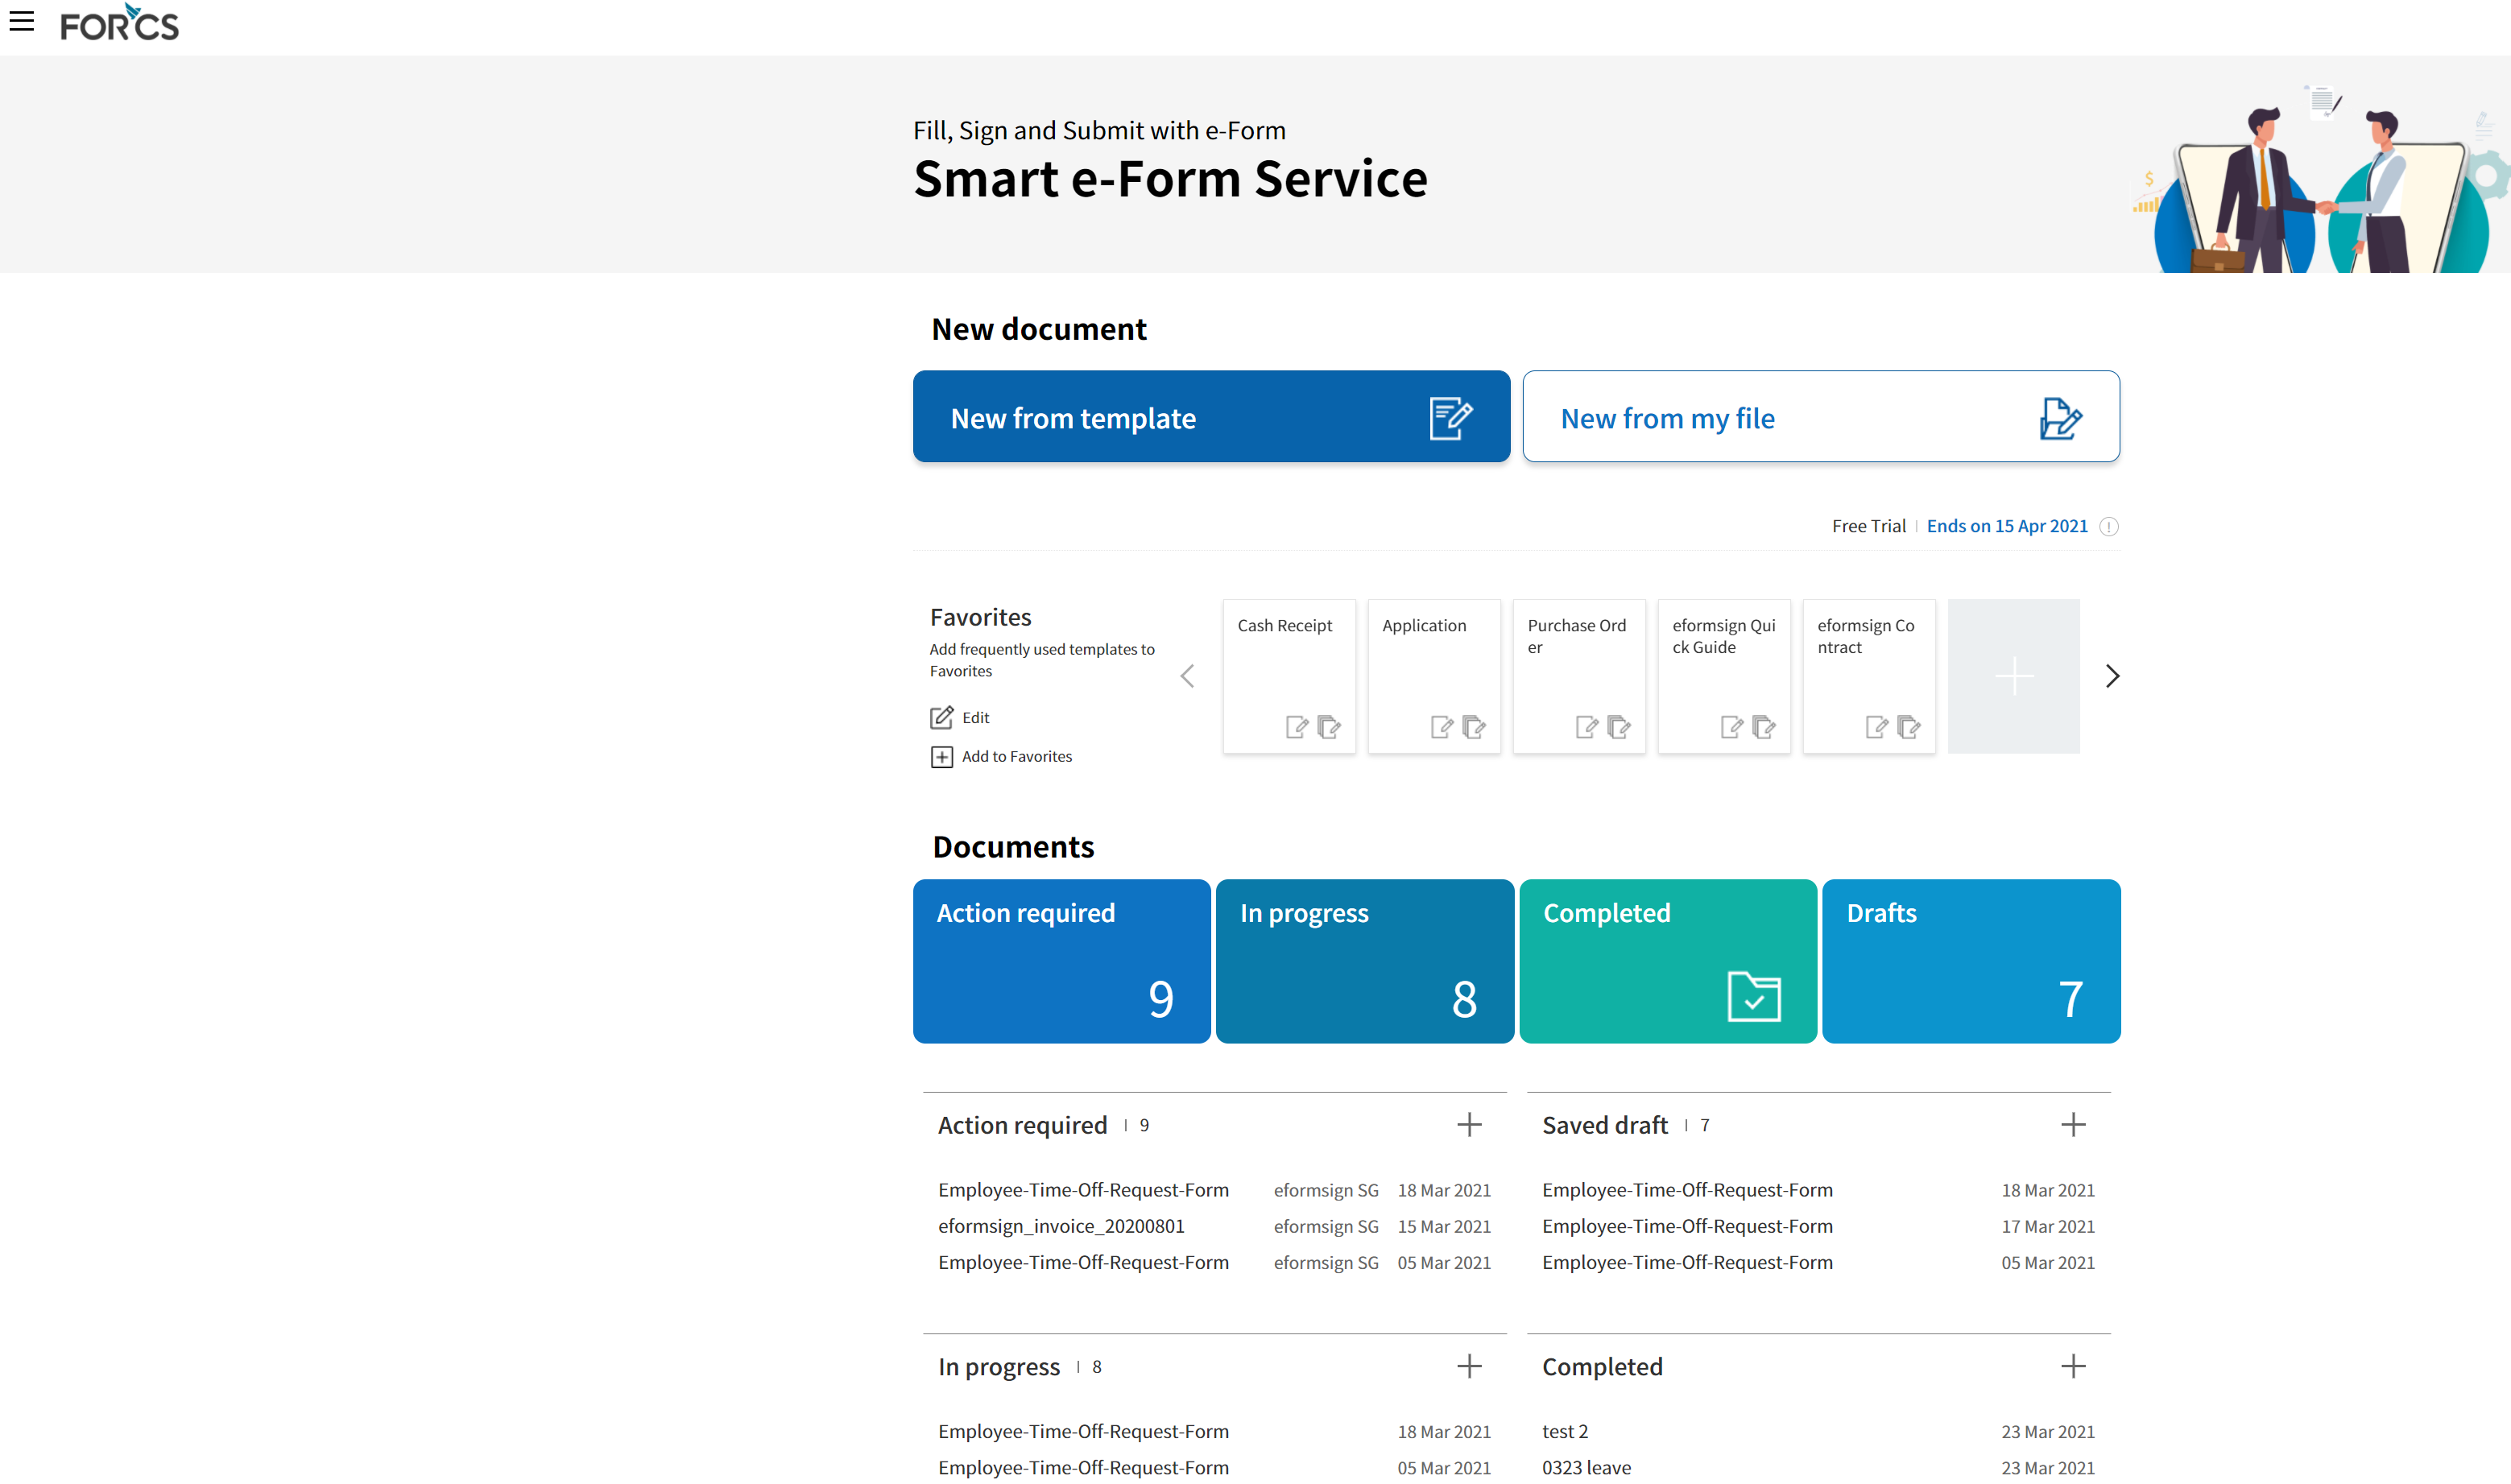 FORCS
Fill, Sign and Submit with e-Form
Smart e-Form Service
New document
New from template
New from my file
Free Trial | Ends on 15 Apr 2021
Favorites
Add frequently used templates to
Favorites
Edit
Add to Favorites
Cash Receipt
Application
Purchase Ord
er
eformsign Qui
ck Guide
eformsign Co
ntract
Documents
Action required
9
In progress
8
Completed
Drafts
7
Action required | 9
Employee-Time-Off-Request-Form eformsign SG 18 Mar 2021
eformsign_invoice_20200801 eformsign SG 15 Mar 2021
Employee-Time-Off-Request-Form eformsign SG 05 Mar 2021
Saved draft | 7
Employee-Time-Off-Request-Form 18 Mar 2021
Employee-Time-Off-Request-Form 17 Mar 2021
Employee-Time-Off-Request-Form 05 Mar 2021
In progress | 8
Employee-Time-Off-Request-Form 18 Mar 2021
Employee-Time-Off-Request-Form 05 Mar 2021
Completed
test 2 23 Mar 2021
0323 leave 23 Mar 2021